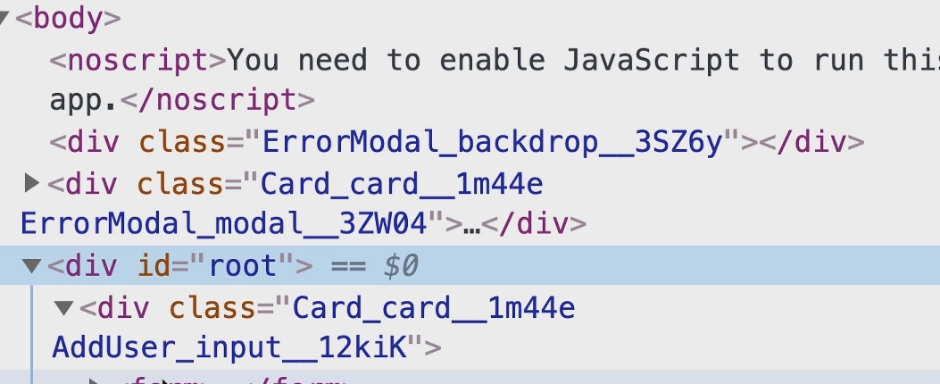 <body>
<noscript>You need to enable JavaScript to run this
app.</noscript>
<div class="ErrorModal_backdrop__3SZ6y"></div>
<div class="Card_card__1m44e
ErrorModal_modal__3ZW04">…</div>
<div id="root"> == $0
<div class="Card_card__1m44e
AddUser_input__12kiK">